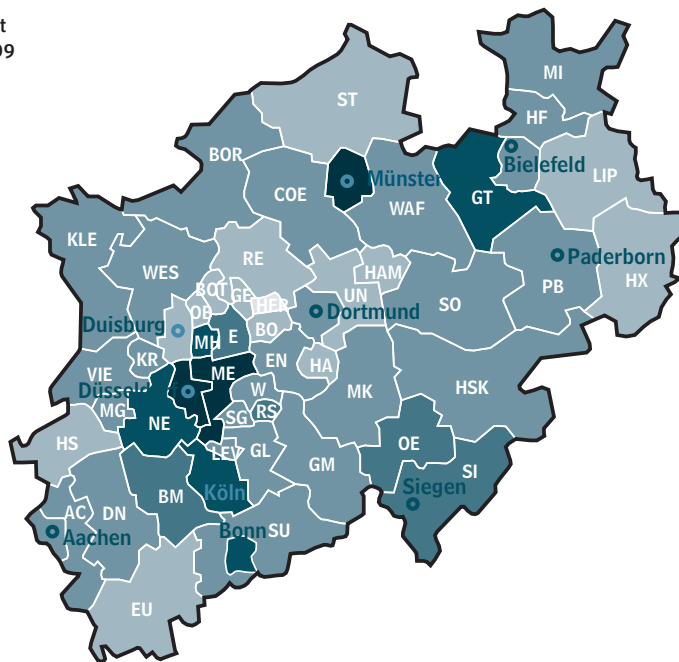 t
99
MI
ST
HF
BOR
Bielefeld
LIP
Münster
COE
GT
WAF
KLE
RE
Paderborn
WES
HAM
HX
BOT
GE
UN
PB
SO
OB
HER
Dortmund
Duisburg
BO
MH
E
EN
KR
HA
VIE
ME
HSK
Düsseldorf
W
MK
MG
RS
NE
SG
HS
OE
LEV
GL
GM
SI
BM
Köln
Siegen
AC
DN
Bonn
SU
Aachen
EU